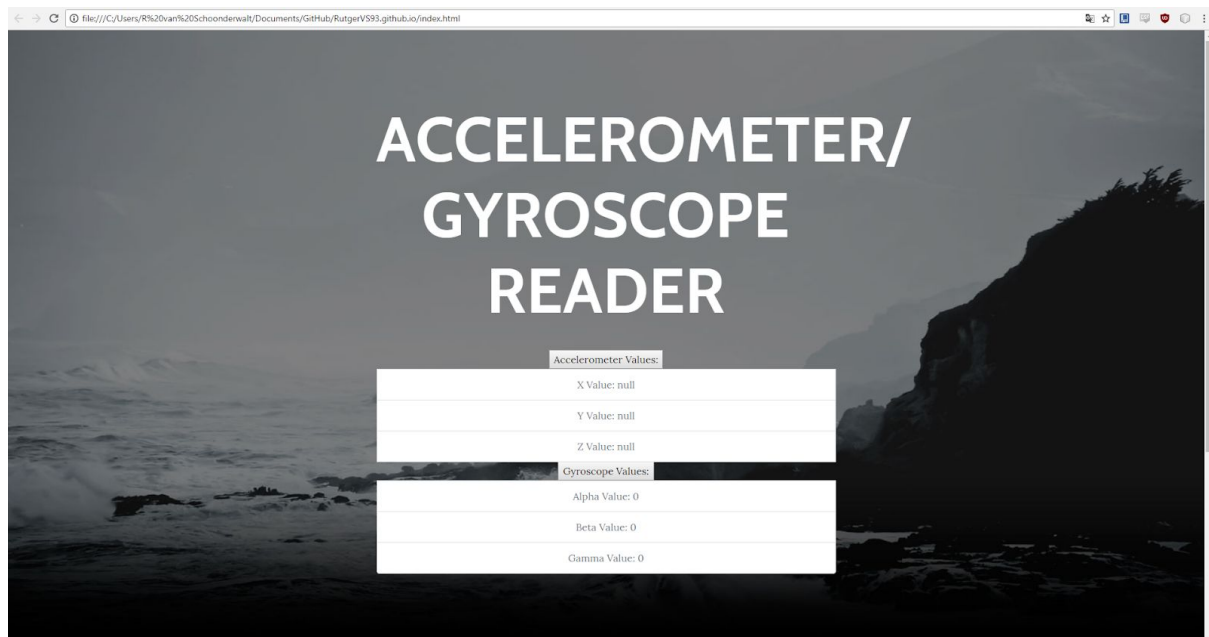 file:///C:/Users/R%20van%20Schoonderwalt/Documents/GitHub/RutgerVS93.github.io/index.html
ACCELEROMETER/
GYROSCOPE
READER
Accelerometer Values:
X Value: null
Y Value: null
Z Value: null
Gyroscope Values:
Alpha Value: 0
Beta Value: 0
Gamma Value: 0